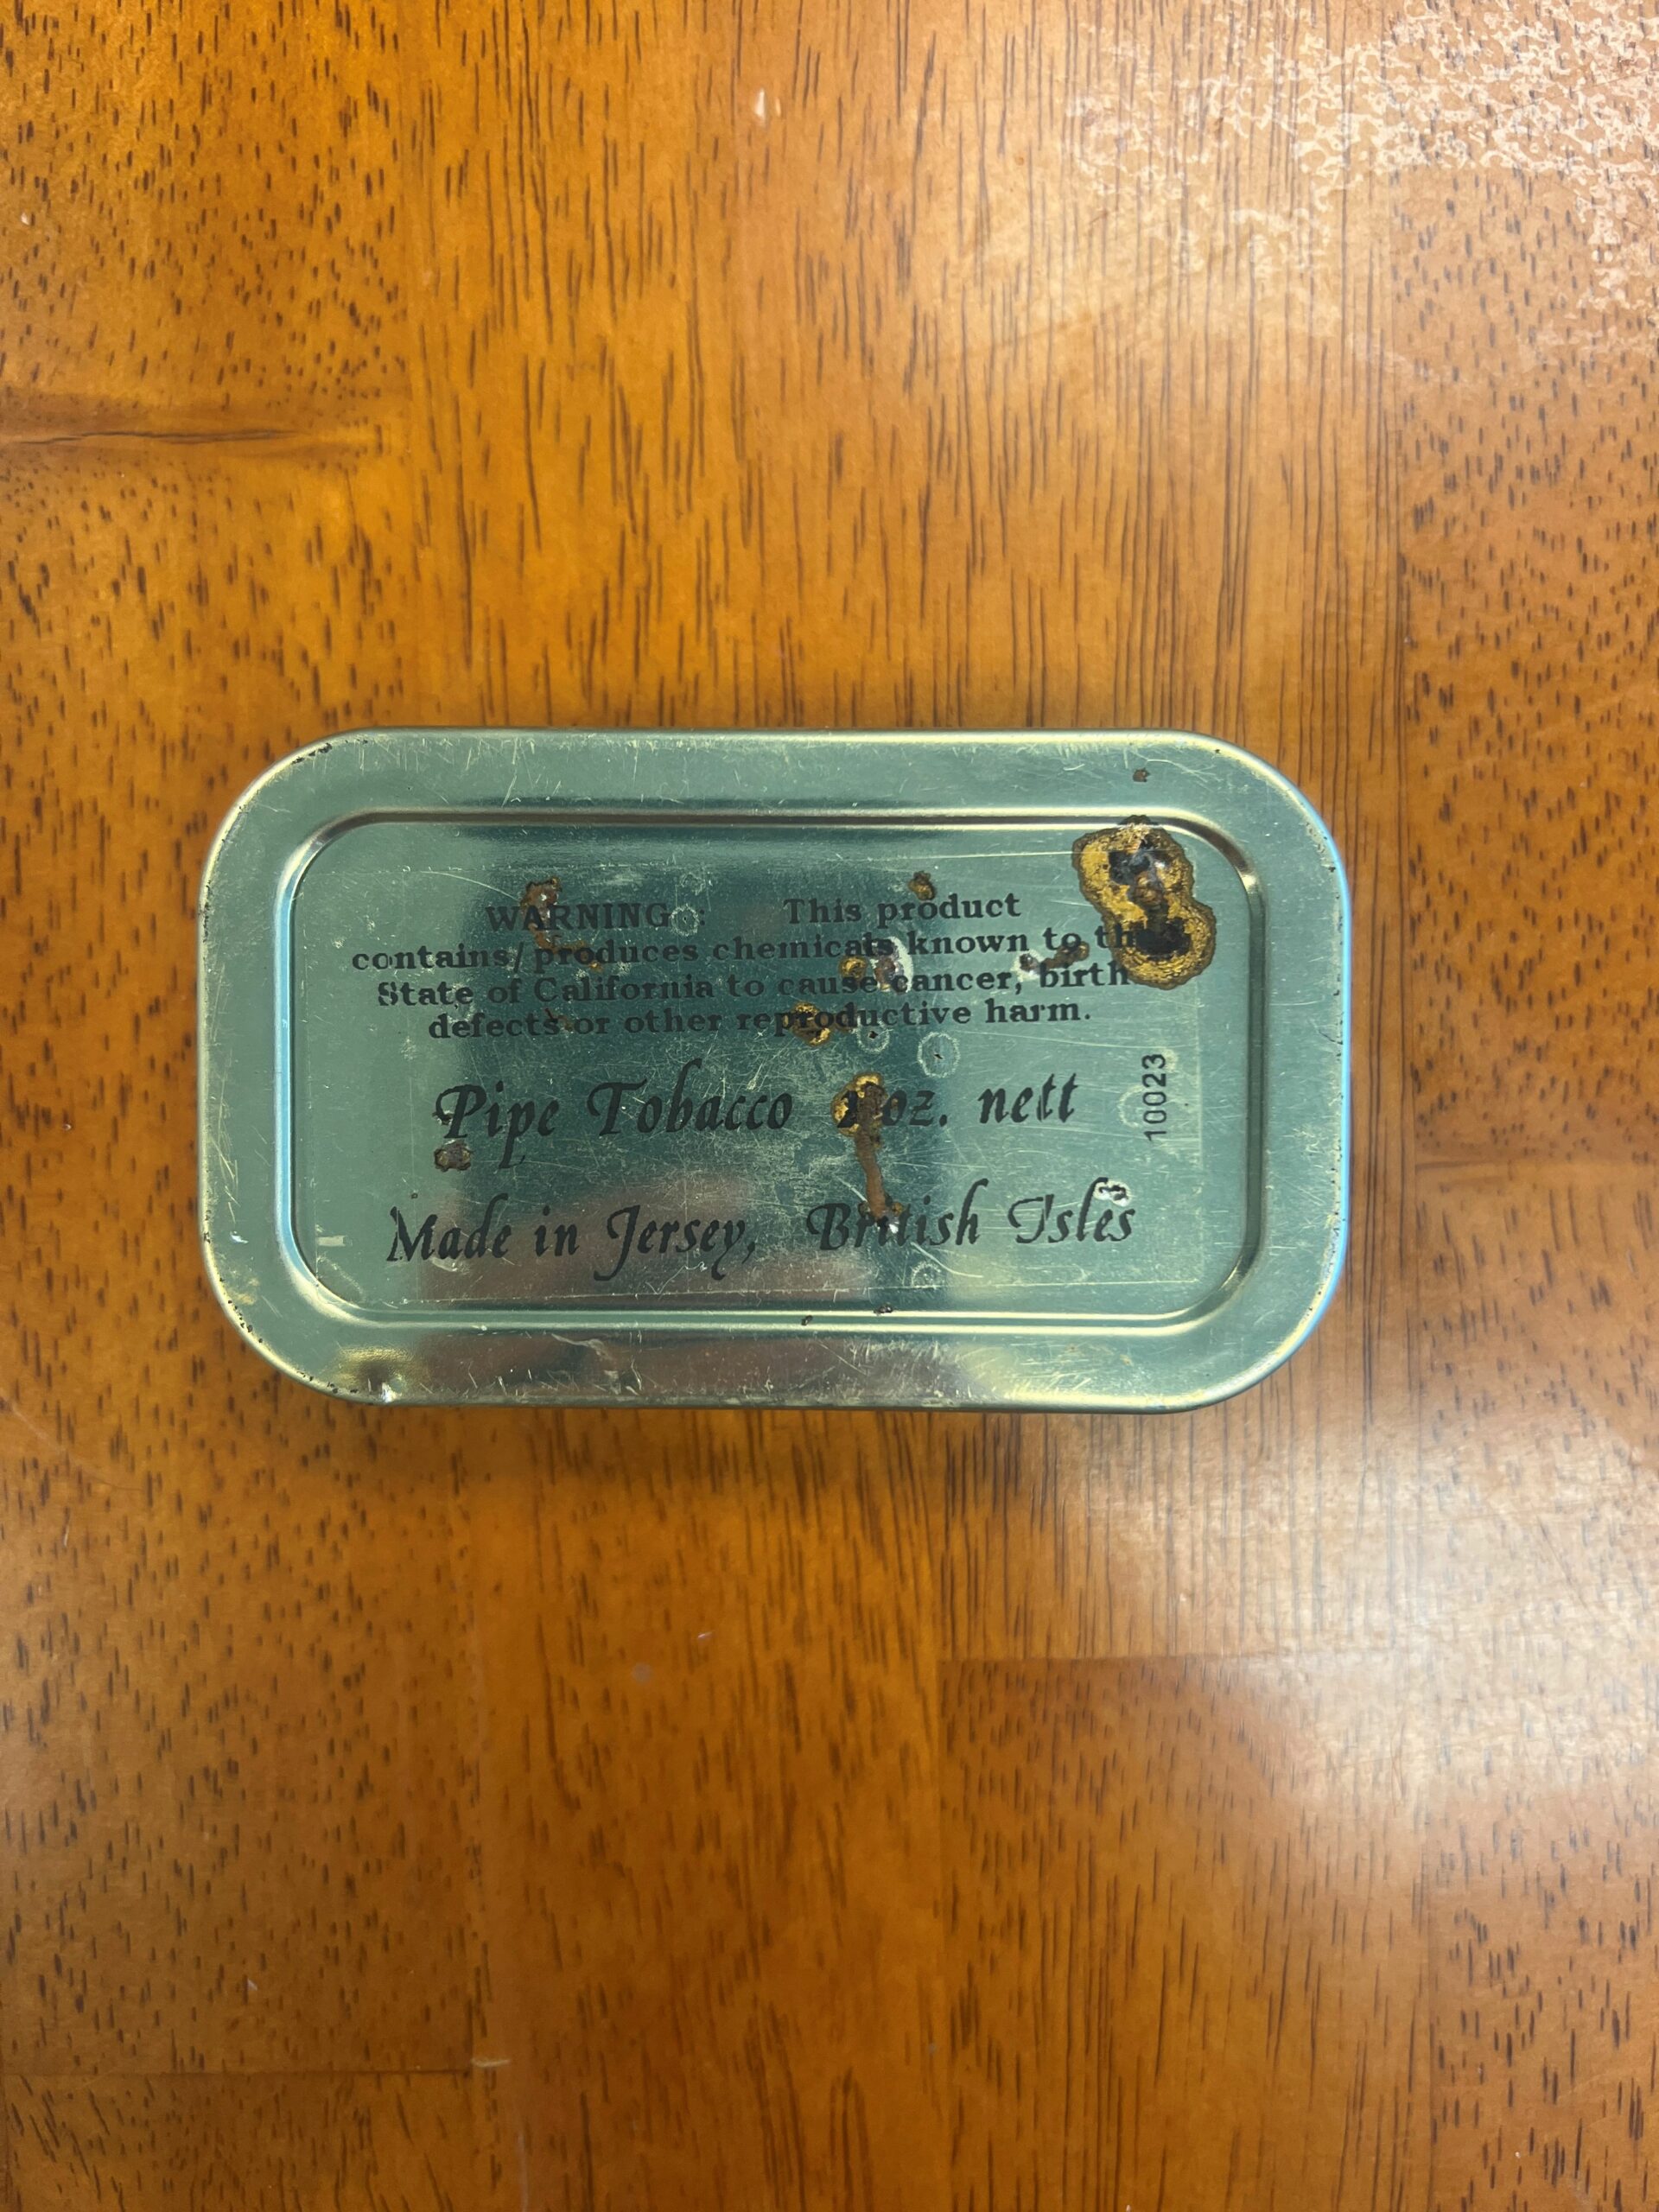 WARNING : This product
contains/produces chemicals known to the
State of California to cause cancer, birth
defects or other reproductive harm.
Pipe Tobacco oz. nett
Made in Jersey, British Isles
10023